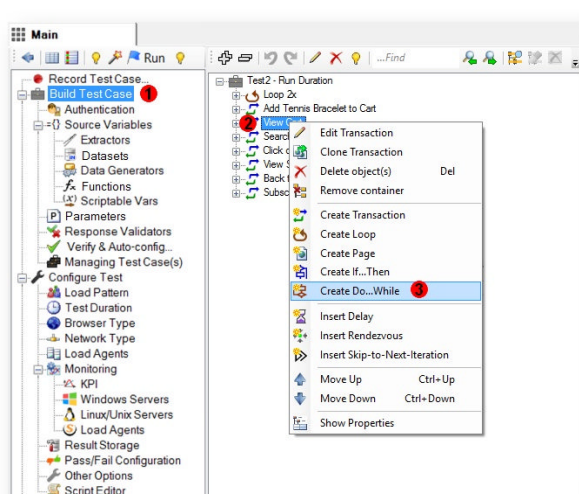 Main
Run
...Find
Record Test Case...
Build Test Case 1
Authentication
={} Source Variables
Extractors
Datasets
Data Generators
fx Functions
(x) Scriptable Vars
P Parameters
Response Validators
Verify & Auto-config...
Managing Test Case(s)
Configure Test
Load Pattern
Test Duration
Browser Type
Network Type
Load Agents
Monitoring
KPI
Windows Servers
Linux/Unix Servers
Load Agents
Result Storage
Pass/Fail Configuration
Other Options
Script Editor
Test2 - Run Duration
Loop 2x
Add Tennis Bracelet to Cart
2 View
Search
Click
View S
Back
Subsc
Edit Transaction
Clone Transaction
Delete object(s) Del
Remove container
Create Transaction
Create Loop
Create Page
Create If...Then
Create Do...While 3
Insert Delay
Insert Rendezvous
Insert Skip-to-Next-Iteration
Move Up Ctrl+Up
Move Down Ctrl+Down
Show Properties